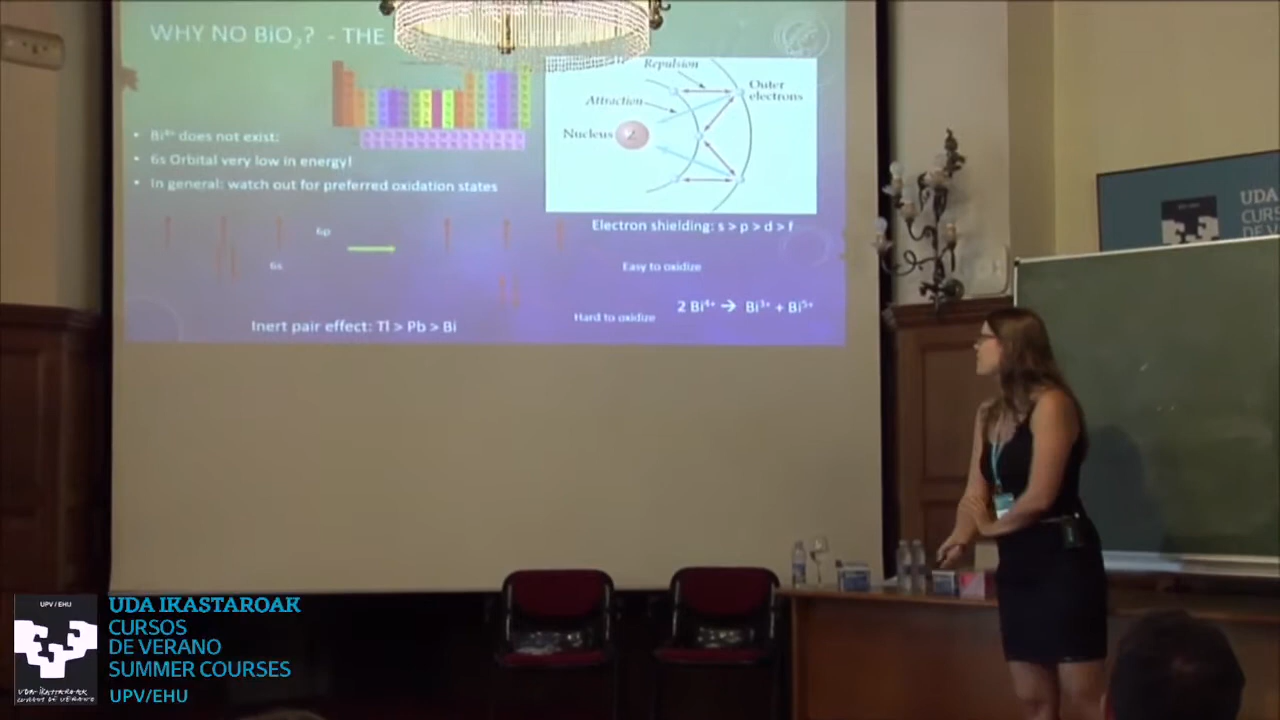 WHY NO BiO₂? - THE
Repulsion
Outer
electrons
Attraction
Nucleus
Z
• Bi⁴⁺ does not exist:
• 6s Orbital very low in energy!
• In general: watch out for preferred oxidation states
Electron shielding: s > p > d > f
6p
6s
Easy to oxidize
2 Bi⁴⁺ → Bi³⁺ + Bi⁵⁺
Hard to oxidize
Inert pair effect: Tl > Pb > Bi
UDA
CURS
DE V
UPV / EHU
UDA IKASTAROAK
CURSOS
DE VERANO
SUMMER COURSES
UPV/EHU